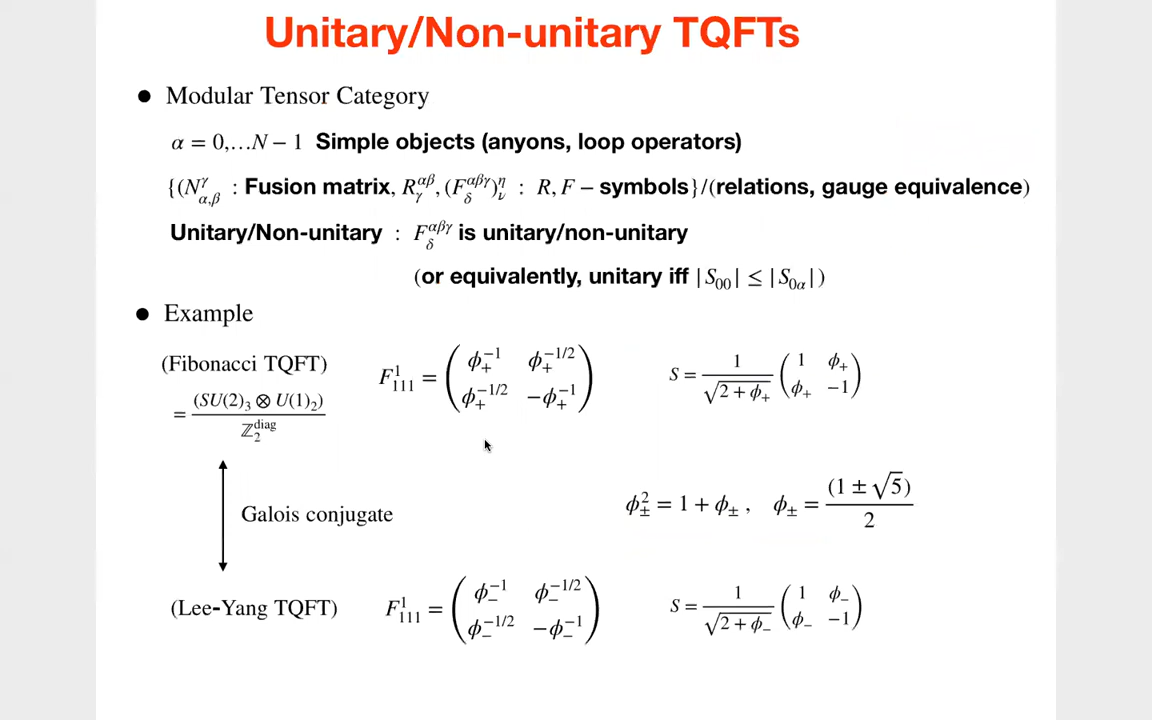 Unitary/Non-unitary TQFTs
● Modular Tensor Category
α = 0,…N − 1 Simple objects (anyons, loop operators)
{(N^γ_{α,β} : Fusion matrix, R^{αβ}_γ, (F^{αβγ}_δ)^η_ν : R, F − symbols}/(relations, gauge equivalence)
Unitary/Non-unitary : F^{αβγ}_δ is unitary/non-unitary
(or equivalently, unitary iff |S_{00}| ≤ |S_{0α}|)
● Example
(Fibonacci TQFT)
= (SU(2)_3 ⊗ U(1)_2) / ℤ_2^{diag}
F^1_{111} = ( φ_+^{−1} φ_+^{−1/2} ; φ_+^{−1/2} −φ_+^{−1} )
S = 1/√(2 + φ_+) ( 1 φ_+ ; φ_+ −1 )
Galois conjugate
φ_±^2 = 1 + φ_± , φ_± = (1 ± √5) / 2
(Lee-Yang TQFT)
F^1_{111} = ( φ_−^{−1} φ_−^{−1/2} ; φ_−^{−1/2} −φ_−^{−1} )
S = 1/√(2 + φ_−) ( 1 φ_− ; φ_− −1 )